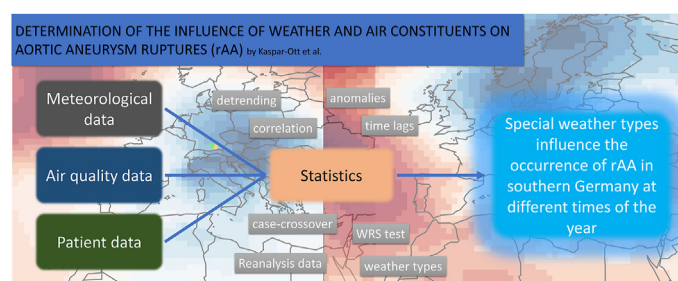 DETERMINATION OF THE INFLUENCE OF WEATHER AND AIR CONSTITUENTS ON
AORTIC ANEURYSM RUPTURES (rAA) by Kaspar-Ott et al.
Meteorological
data
Air quality data
Patient data
detrending
anomalies
correlation
time lags
Statistics
case-crossover
WRS test
Reanalysis data
weather types
Special weather types
influence the
occurrence of rAA in
southern Germany at
different times of the
year